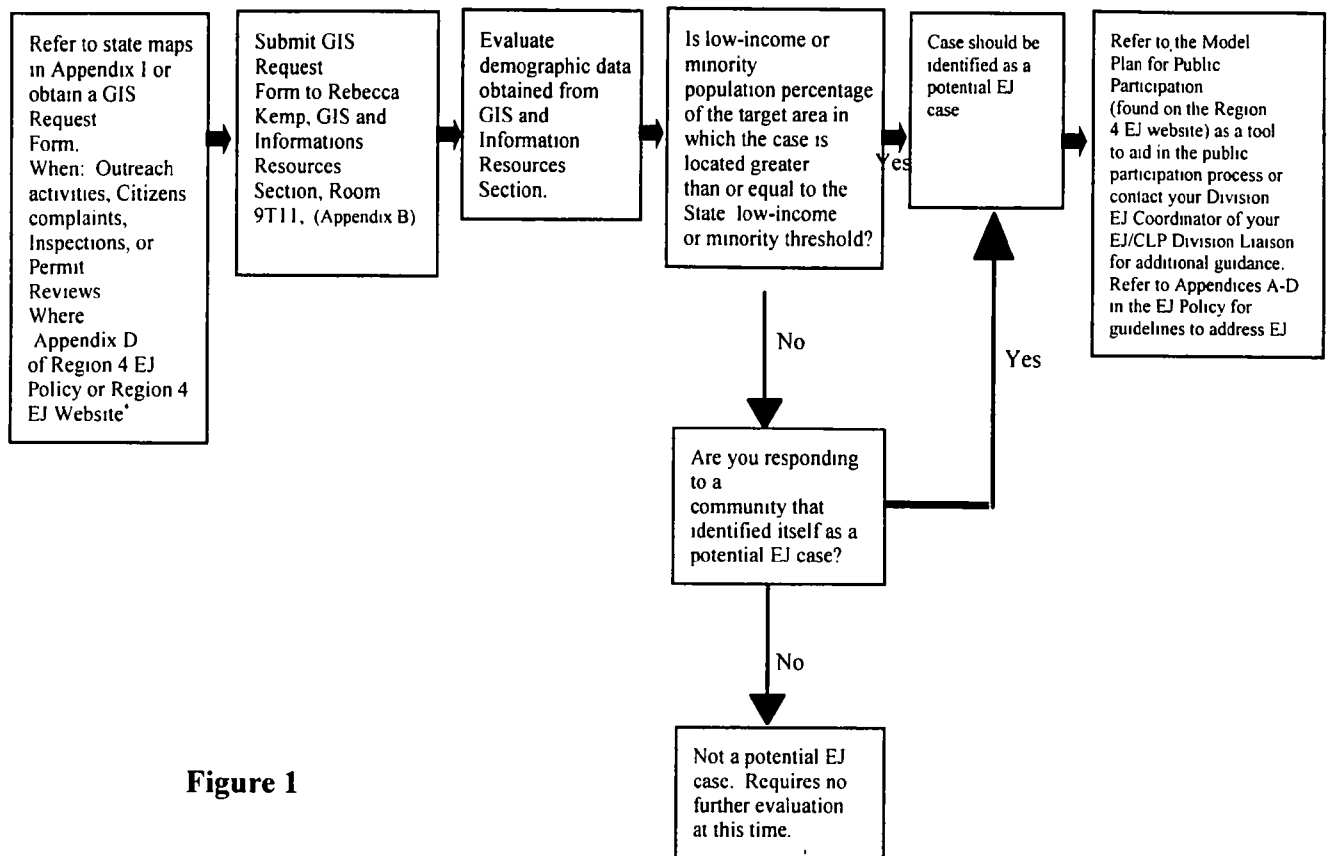 Refer to state maps
in Appendix I or
obtain a GIS
Request
Form.
When: Outreach
activities, Citizens
complaints,
Inspections, or
Permit
Reviews
Where
Appendix D
of Region 4 EJ
Policy or Region 4
EJ Website*
Submit GIS
Request
Form to Rebecca
Kemp, GIS and
Informations
Resources
Section, Room
9T11, (Appendix B)
Evaluate
demographic data
obtained from
GIS and
Information
Resources
Section.
Is low-income or
minority
population percentage
of the target area in
which the case is
located greater
than or equal to the
State low-income
or minority threshold?
Yes
Case should be
identified as a
potential EJ
case
Refer to the Model
Plan for Public
Participation
(found on the Region
4 EJ website) as a tool
to aid in the public
participation process or
contact your Division
EJ Coordinator of your
EJ/CLP Division Liaison
for additional guidance.
Refer to Appendices A-D
in the EJ Policy for
guidelines to address EJ
No
Yes
Are you responding
to a
community that
identified itself as a
potential EJ case?
No
Not a potential EJ
case. Requires no
further evaluation
at this time.
Figure 1